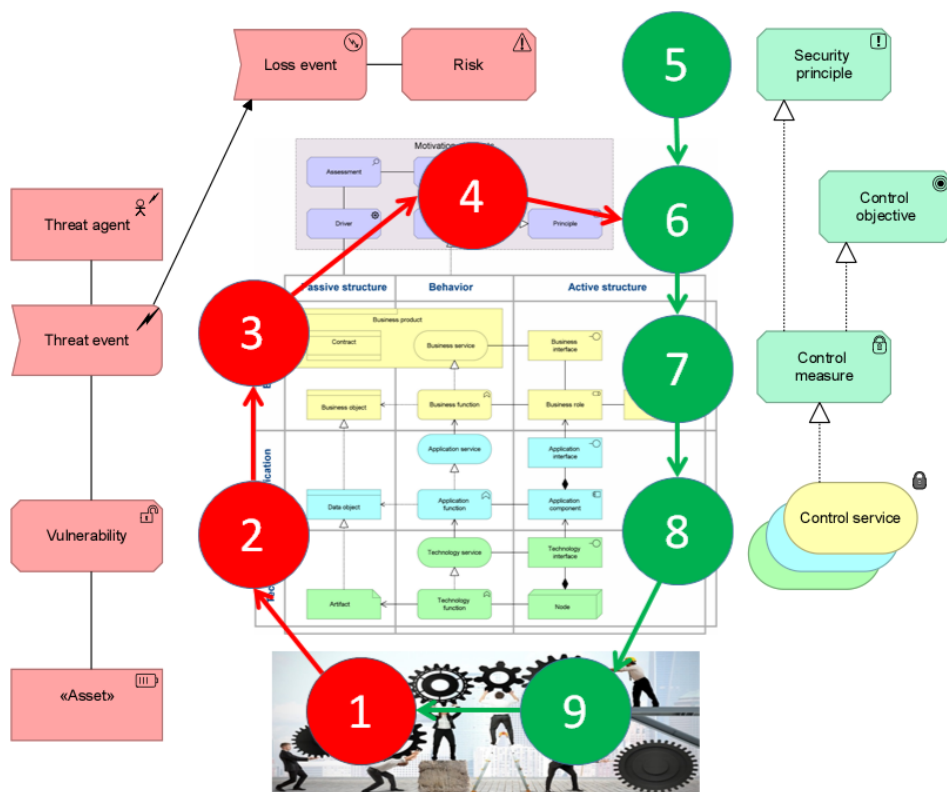 Loss event
Risk
5
Security
principle
Motivation
Assessment
4
Threat agent
Control
objective
Driver
Principle
6
Passive structure
Behavior
Active structure
Threat event
3
Business product
Contract
Business service
Business
interface
7
Control
measure
Business object
Business function
Business role
Application service
Application
interface
Vulnerability
2
Data object
Application
function
Application
component
8
Control service
Technology service
Technology
interface
Artifact
Technology
function
Node
«Asset»
1
9